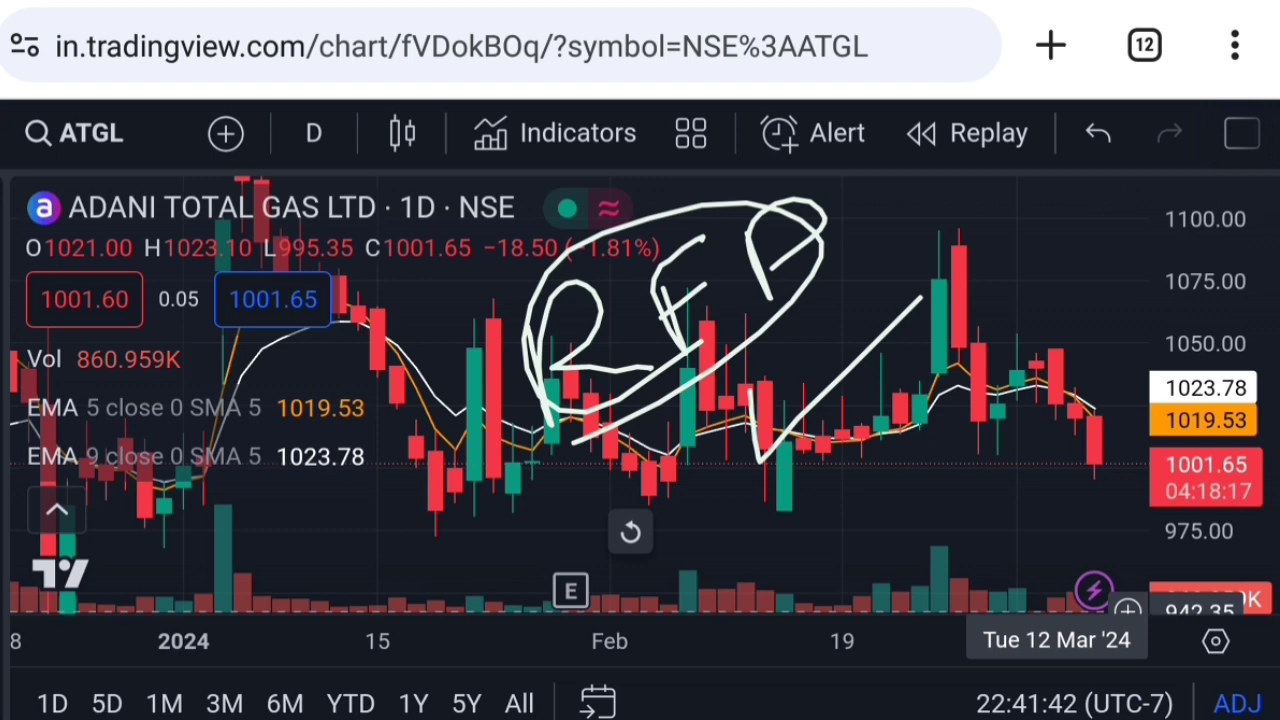 in.tradingview.com/chart/fVDokBOq/?symbol=NSE%3AATGL 12
ATGL D Indicators Alert Replay
ADANI TOTAL GAS LTD · 1D · NSE
O1021.00 H1023.10 L995.35 C1001.65 −18.50 (−1.81%)
1001.60 0.05 1001.65
Vol 860.959K
EMA 5 close 0 SMA 5 1019.53
EMA 9 close 0 SMA 5 1023.78
1100.00
1075.00
1050.00
1023.78
1019.53
1001.65
04:18:17
975.00
942.35
E
8 2024 15 Feb 19 Tue 12 Mar '24
1D 5D 1M 3M 6M YTD 1Y 5Y All 22:41:42 (UTC-7) ADJ